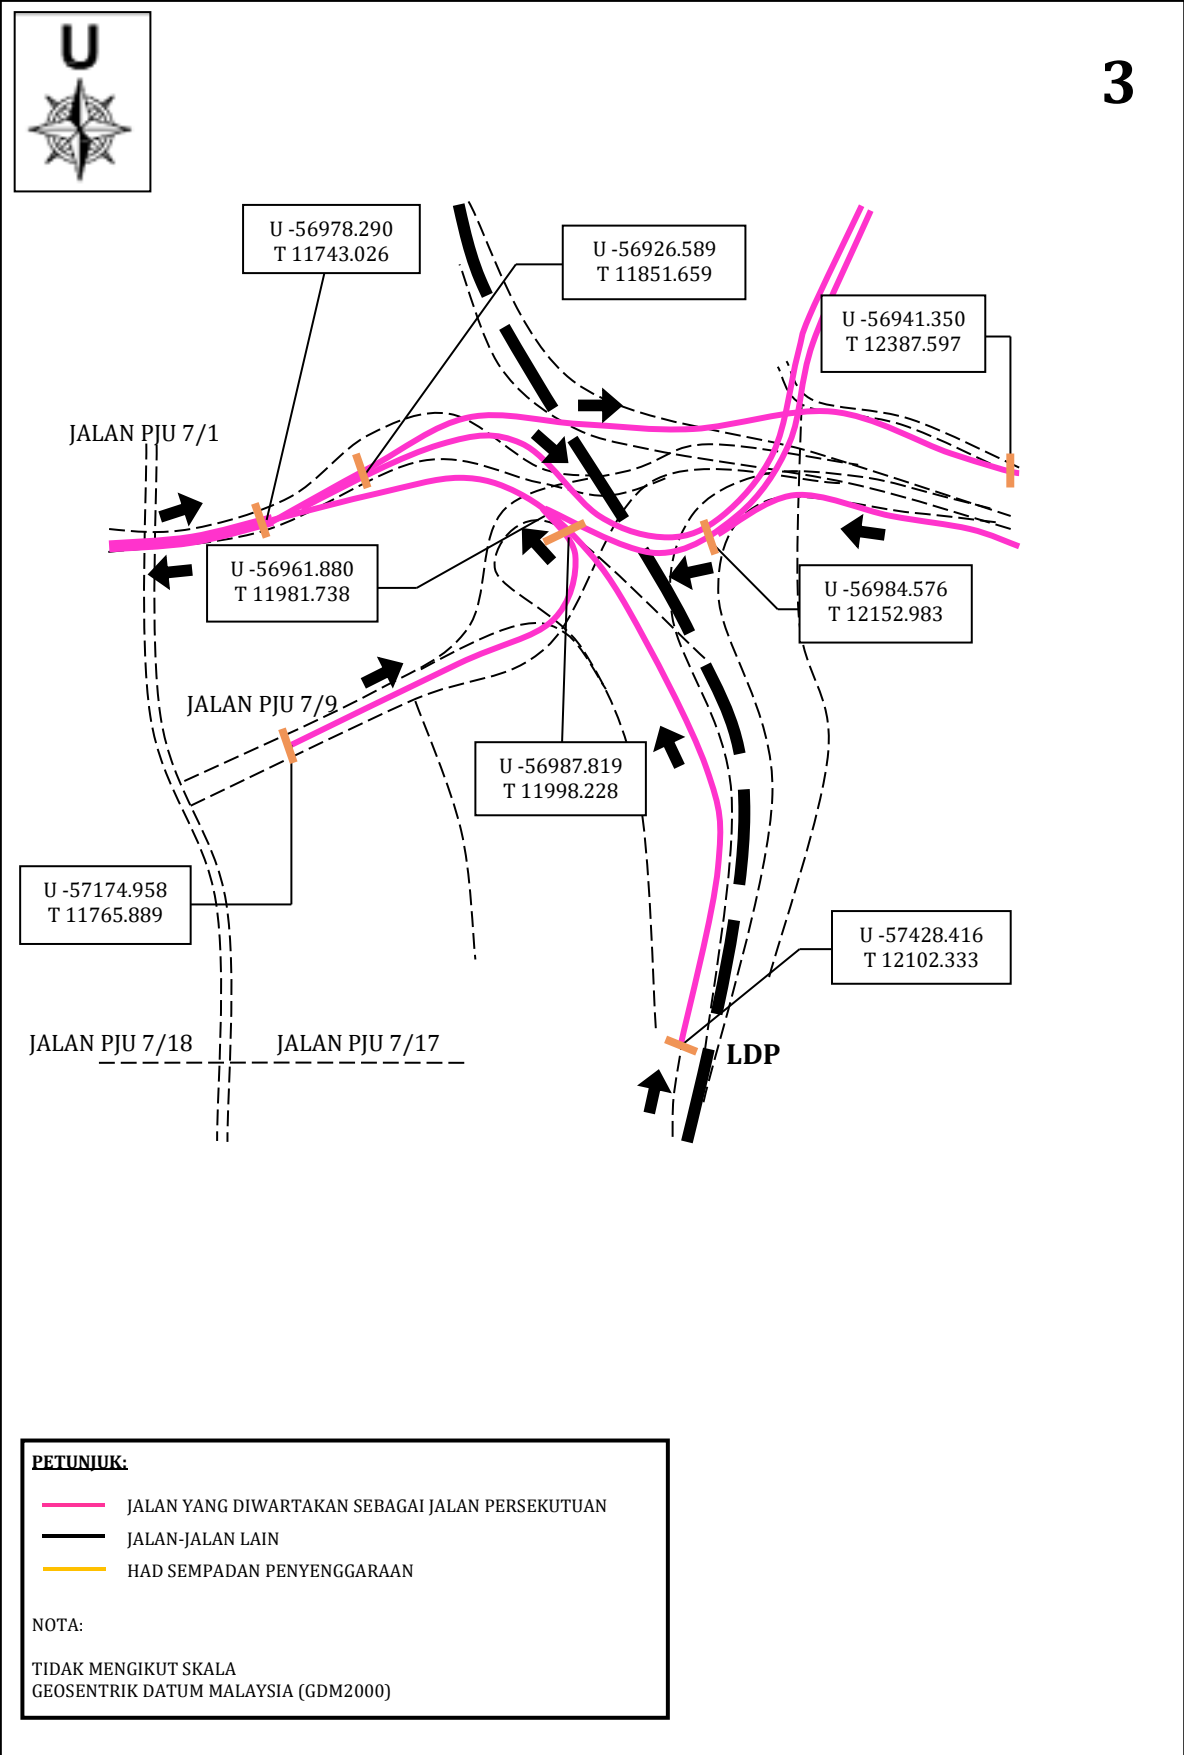 U
3
U -56978.290
T 11743.026
U -56926.589
T 11851.659
U -56941.350
T 12387.597
JALAN PJU 7/1
U -56961.880
T 11981.738
U -56984.576
T 12152.983
JALAN PJU 7/9
U -56987.819
T 11998.228
U -57174.958
T 11765.889
U -57428.416
T 12102.333
JALAN PJU 7/18
JALAN PJU 7/17
LDP
PETUNJUK:
JALAN YANG DIWARTAKAN SEBAGAI JALAN PERSEKUTUAN
JALAN-JALAN LAIN
HAD SEMPADAN PENYENGGARAAN
NOTA:
TIDAK MENGIKUT SKALA
GEOSENTRIK DATUM MALAYSIA (GDM2000)